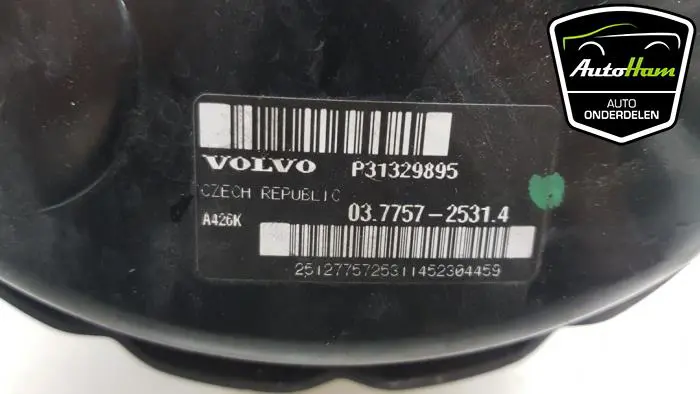 AutoHam
AUTO
ONDERDELEN
VOLVO P31329895
CZECH REPUBLIC
A426K 03.7757-2531.4
2512775725311452304459